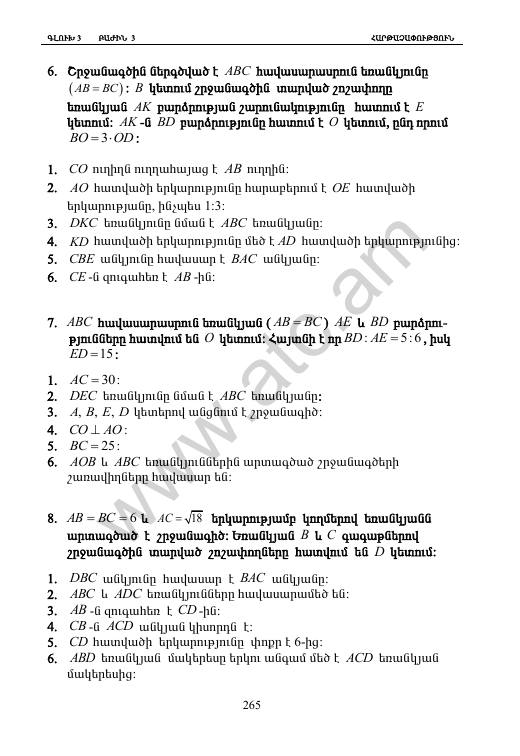 ԳԼՈՒԽ 3 ԲԱԺԻՆ 3 ՀԱՐԹԱՉԱՓՈՒԹՅՈՒՆ
6. Շրջանագծին ներգծված է ABC հավասարասրուն եռանկյունը
(AB = BC): B կետում շրջանագծին տարված շոշափողը
եռանկյան AK բարձրության շարունակությունը հատում է E
կետում: AK-ն BD բարձրությունը հատում է O կետում, ընդ որում
BO = 3·OD:
1. CO ուղիղն ուղղահայաց է AB ուղղին:
2. AO հատվածի երկարությունը հարաբերում է OE հատվածի
երկարությանը, ինչպես 1:3:
3. DKC եռանկյունը նման է ABC եռանկյանը:
4. KD հատվածի երկարությունը մեծ է AD հատվածի երկարությունից:
5. CBE անկյունը հավասար է BAC անկյանը:
6. CE-ն զուգահեռ է AB-ին:
7. ABC հավասարասրուն եռանկյան (AB = BC) AE և BD բարձրու-
թյունները հատվում են O կետում: Հայտնի է որ BD : AE = 5 : 6, իսկ
ED = 15:
1. AC = 30:
2. DEC եռանկյունը նման է ABC եռանկյանը:
3. A, B, E, D կետերով անցնում է շրջանագիծ:
4. CO ⊥ AO:
5. BC = 25:
6. AOB և ABC եռանկյուններին արտագծած շրջանագծերի
շառավիղները հավասար են:
8. AB = BC = 6 և AC = √18 երկարությամբ կողմերով եռանկյանն
արտագծած է շրջանագիծ: Եռանկյան B և C գագաթներով
շրջանագծին տարված շոշափողները հատվում են D կետում:
1. DBC անկյունը հավասար է BAC անկյանը:
2. ABC և ADC եռանկյունները հավասարամեծ են:
3. AB-ն զուգահեռ է CD-ին:
4. CB-ն ACD անկյան կիսորդն է:
5. CD հատվածի երկարությունը փոքր է 6-ից:
6. ABD եռանկյան մակերեսը երկու անգամ մեծ է ACD եռանկյան
մակերեսից:
265
www.atc.am